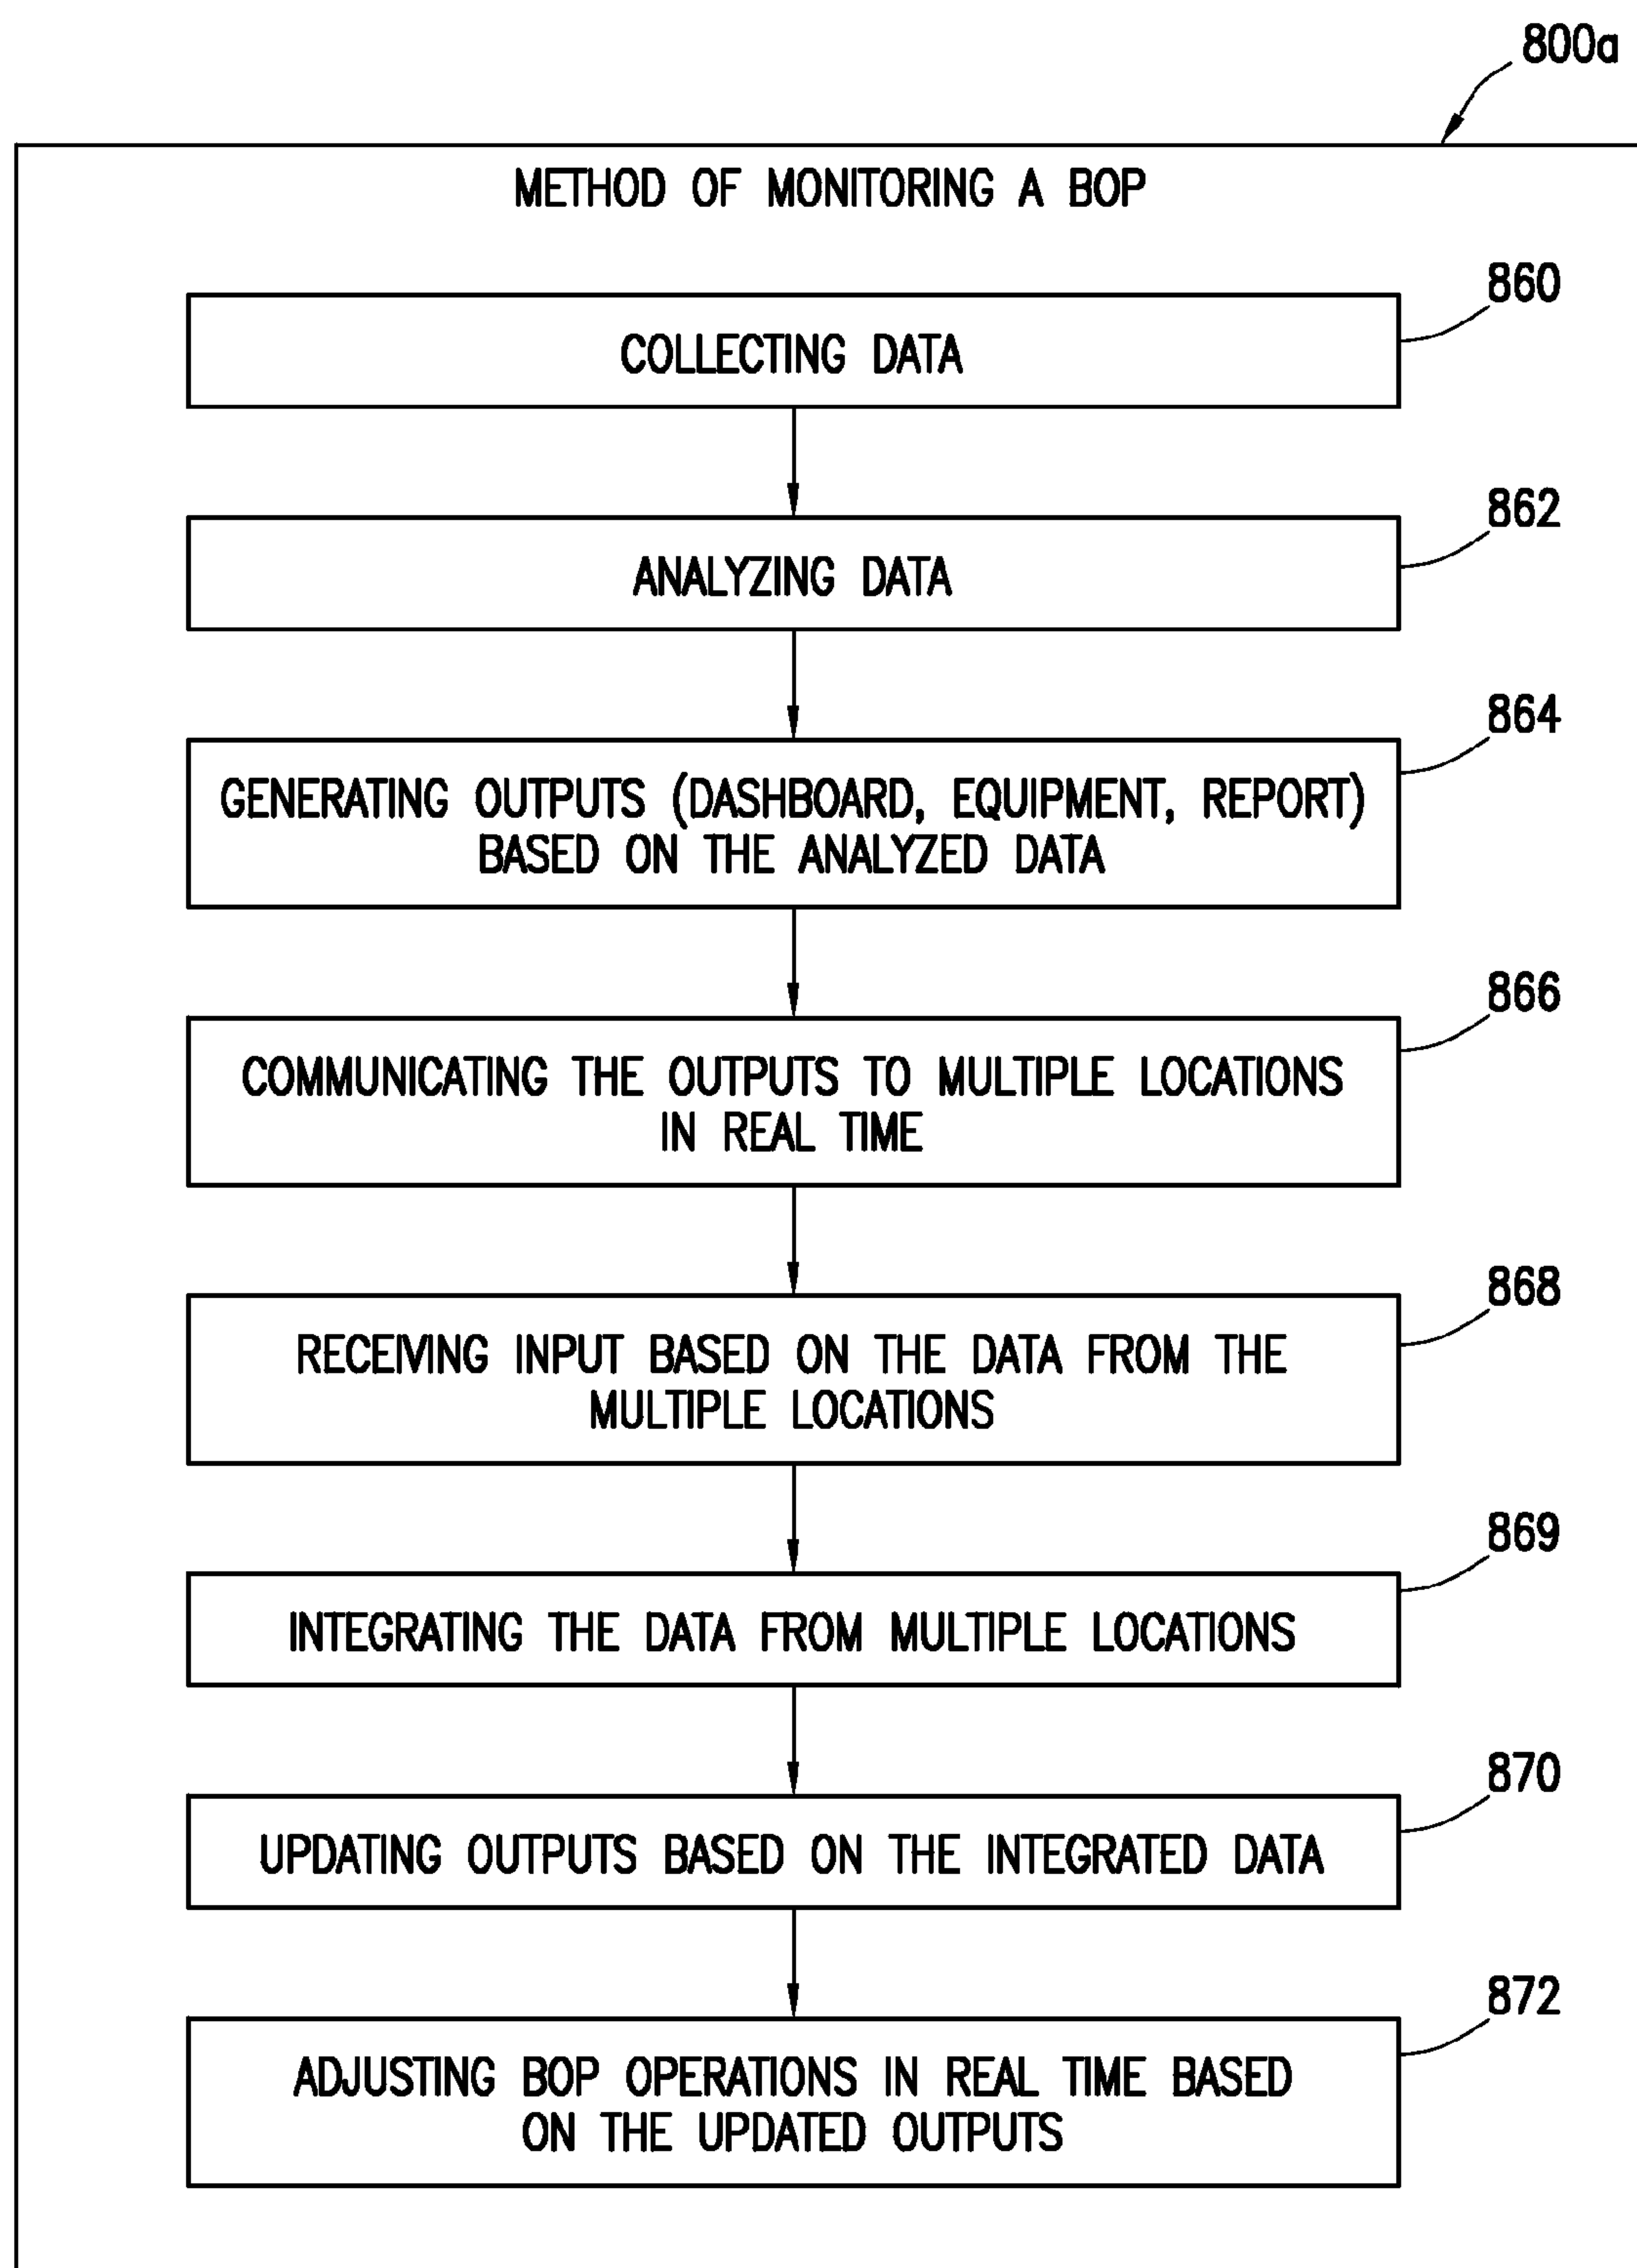 800a
METHOD OF MONITORING A BOP
860
COLLECTING DATA
862
ANALYZING DATA
864
GENERATING OUTPUTS (DASHBOARD, EQUIPMENT, REPORT)
BASED ON THE ANALYZED DATA
866
COMMUNICATING THE OUTPUTS TO MULTIPLE LOCATIONS
IN REAL TIME
868
RECEIVING INPUT BASED ON THE DATA FROM THE
MULTIPLE LOCATIONS
869
INTEGRATING THE DATA FROM MULTIPLE LOCATIONS
870
UPDATING OUTPUTS BASED ON THE INTEGRATED DATA
872
ADJUSTING BOP OPERATIONS IN REAL TIME BASED
ON THE UPDATED OUTPUTS